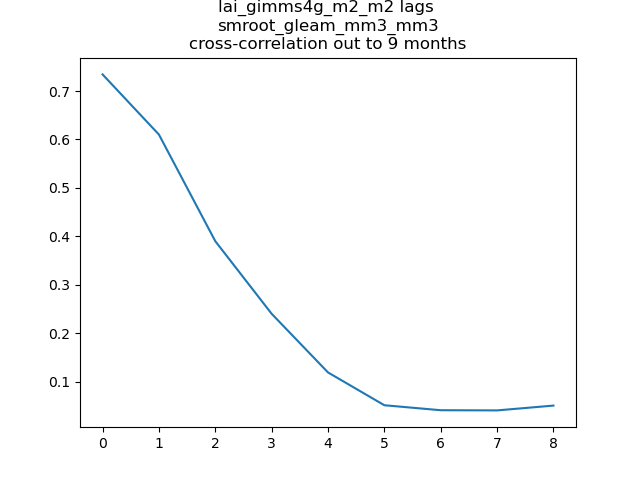 lai_gimms4g_m2_m2 lags
smroot_gleam_mm3_mm3
cross-correlation out to 9 months
0.7
0.6
0.5
0.4
0.3
0.2
0.1
0 1 2 3 4 5 6 7 8